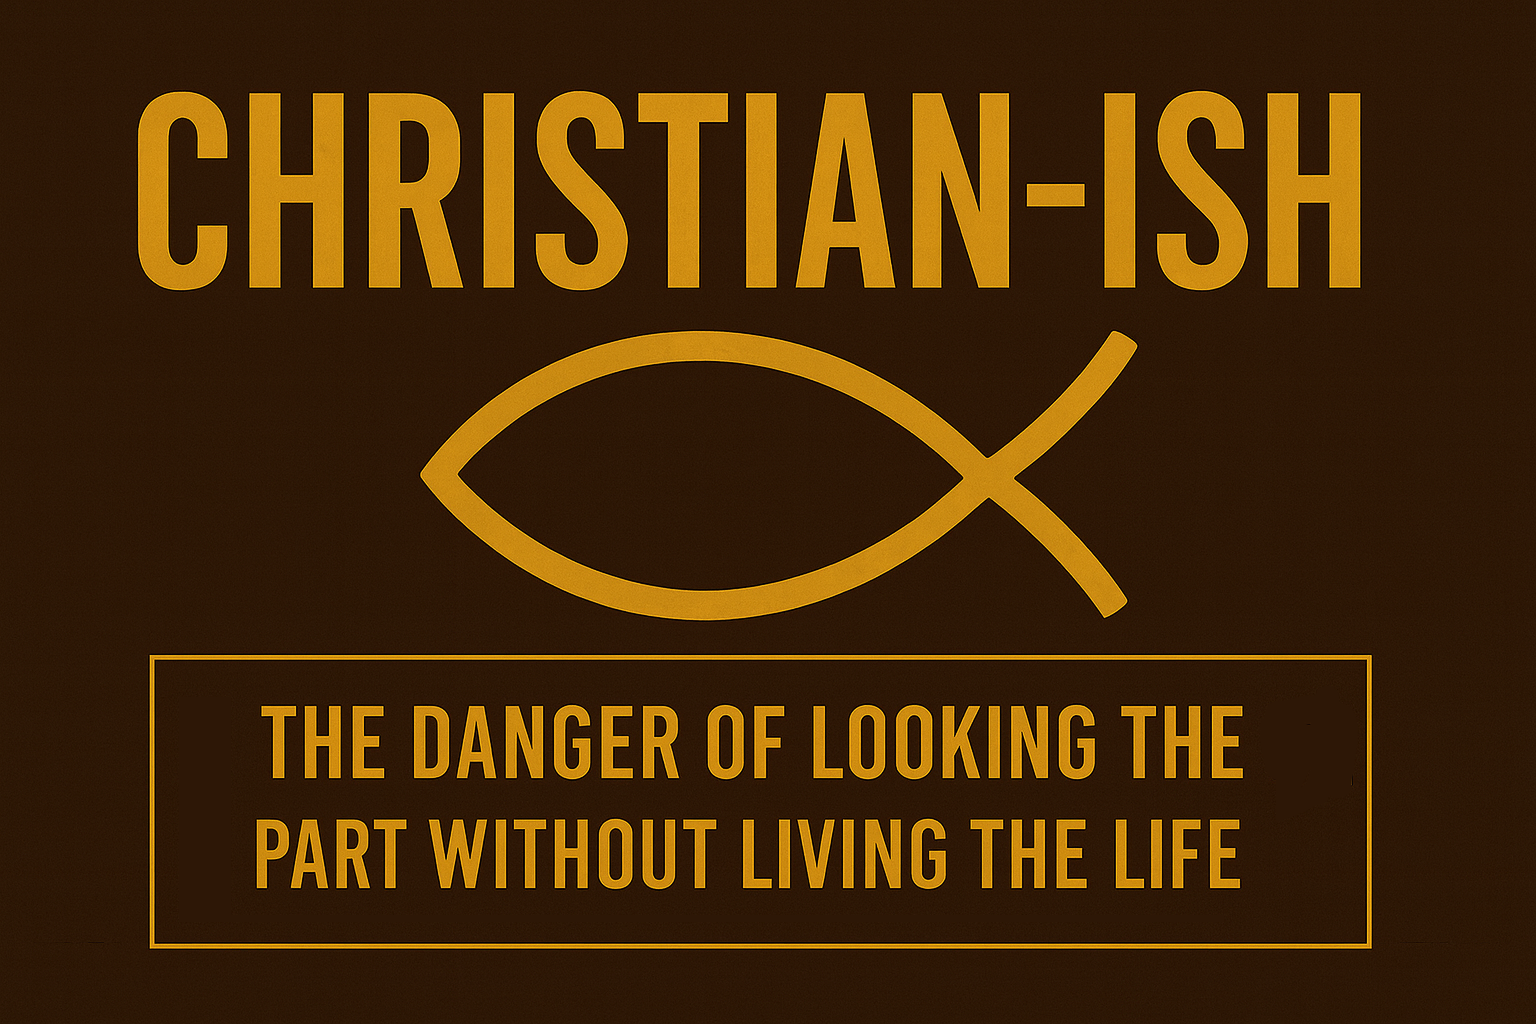 CHRISTIAN-ISH
THE DANGER OF LOOKING THE
PART WITHOUT LIVING THE LIFE